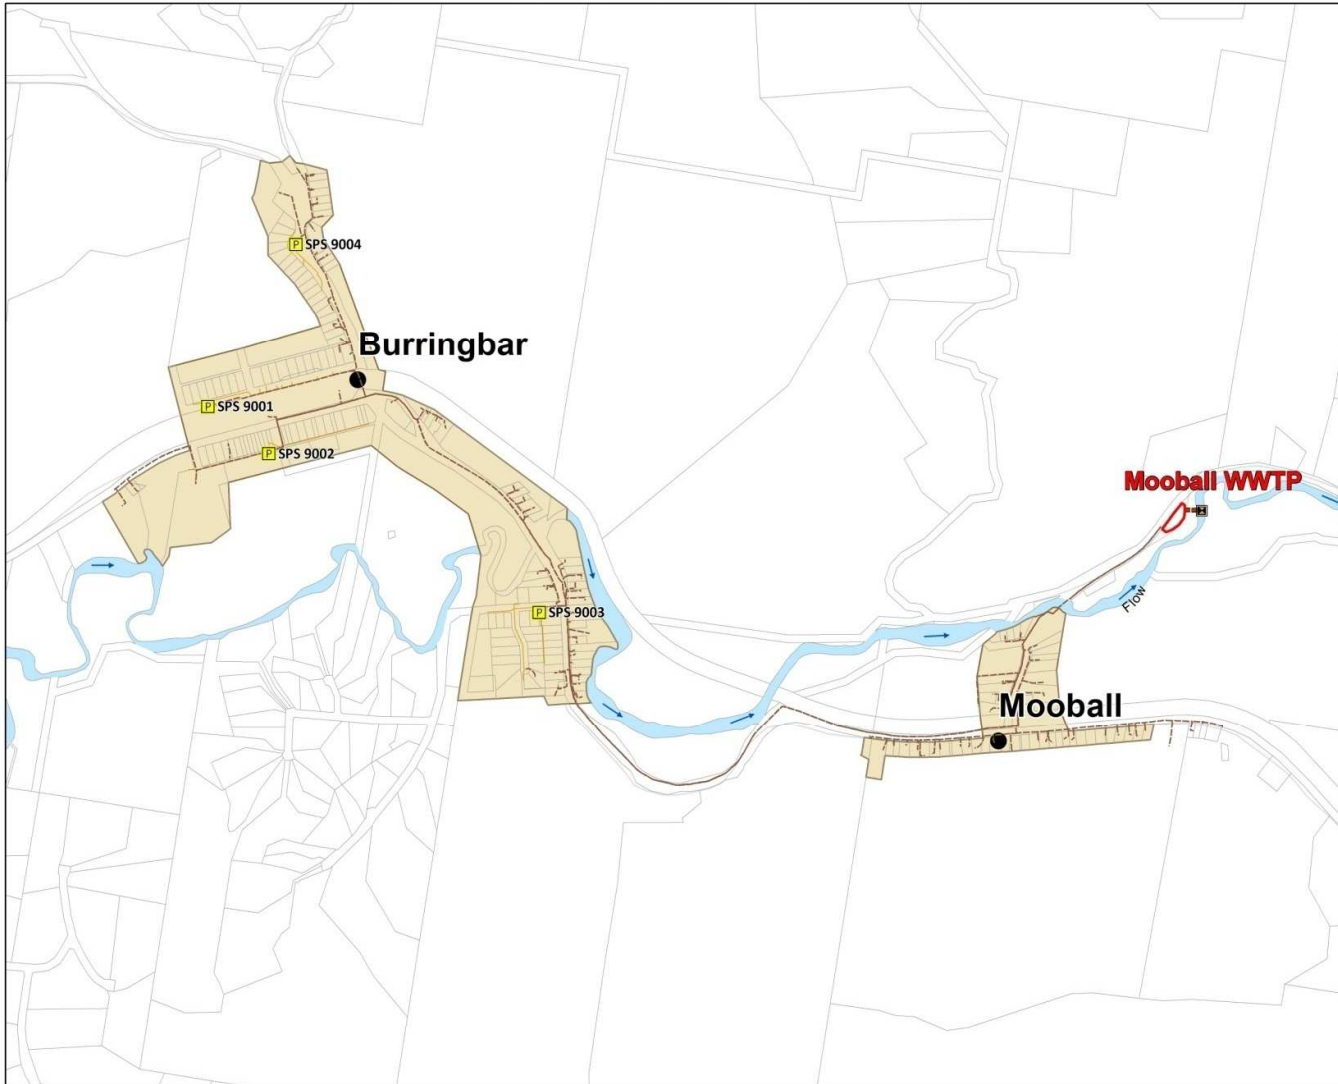 P SPS 9004
Burringbar
P SPS 9001
P SPS 9002
Mooball WWTP
Flow
P SPS 9003
Mooball